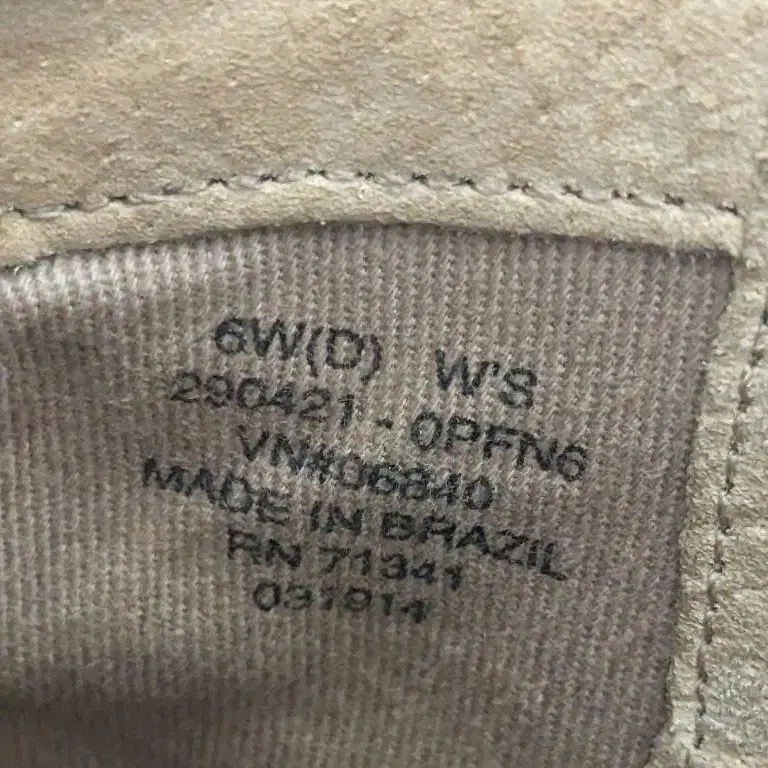 6W(D) W'S
290421 - 0PFN6
VN#06840
MADE IN BRAZIL
RN 71341
031914